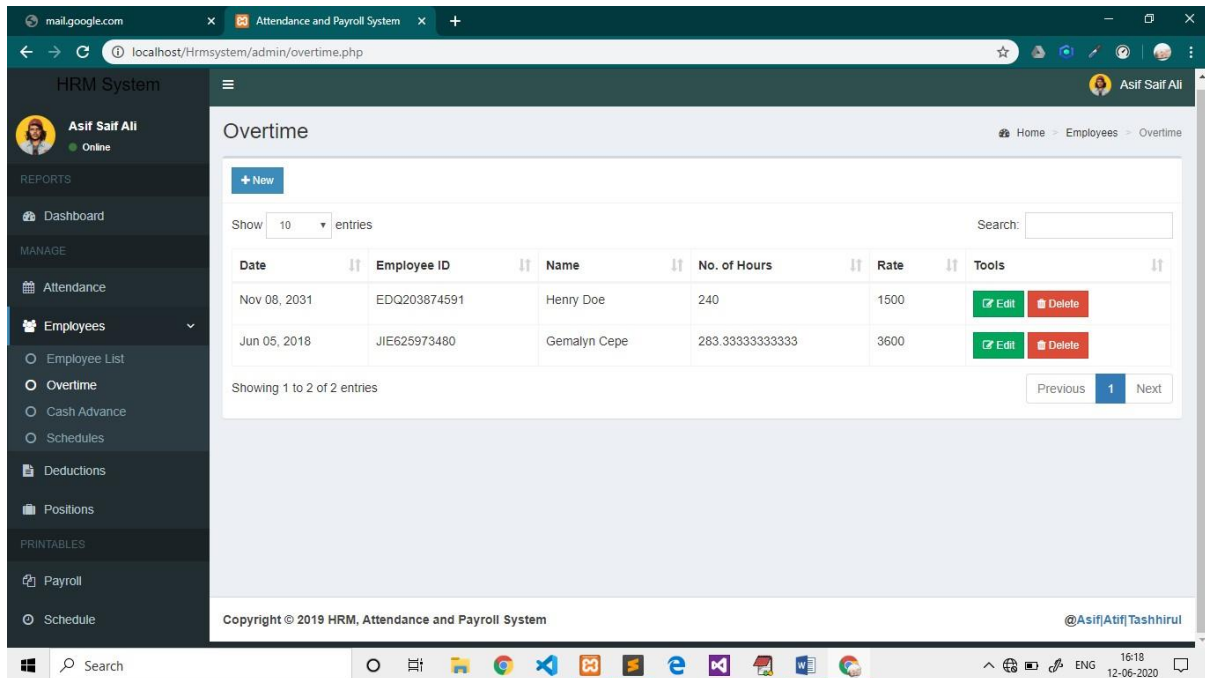 mail.google.com
Attendance and Payroll System
localhost/Hrmsystem/admin/overtime.php
HRM System
Asif Saif Ali
Asif Saif Ali
Online
REPORTS
Dashboard
MANAGE
Attendance
Employees
Employee List
Overtime
Cash Advance
Schedules
Deductions
Positions
PRINTABLES
Payroll
Schedule
Overtime
Home > Employees > Overtime
+ New
Show 10 entries
Search:
Date Employee ID Name No. of Hours Rate Tools
Nov 08, 2031 EDQ203874591 Henry Doe 240 1500 Edit Delete
Jun 05, 2018 JIE625973480 Gemalyn Cepe 283.33333333333 3600 Edit Delete
Showing 1 to 2 of 2 entries
Previous 1 Next
Copyright © 2019 HRM, Attendance and Payroll System
@Asif|Atif|Tashhirul
Search
ENG
16:18
12-06-2020